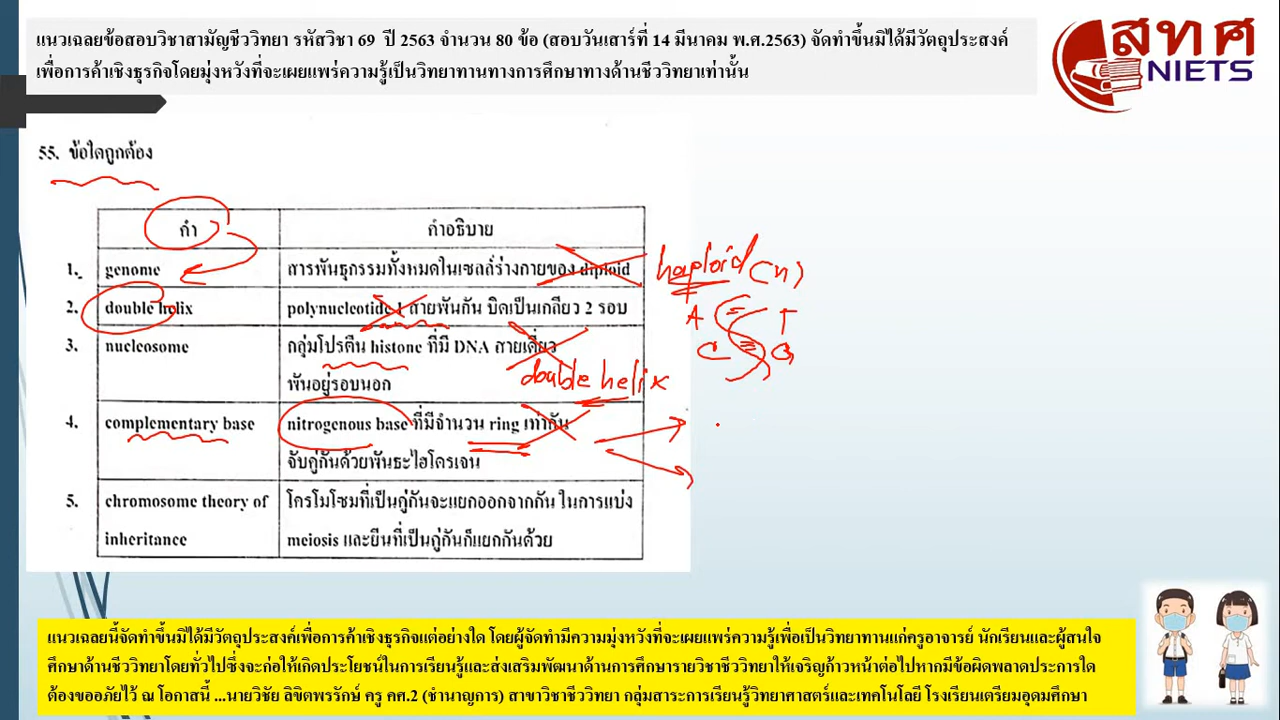 แนวเฉลยข้อสอบวิชาสามัญชีววิทยา รหัสวิชา 69 ปี 2563 จำนวน 80 ข้อ (สอบวันเสาร์ที่ 14 มีนาคม พ.ศ.2563) จัดทำขึ้นมิได้มีวัตถุประสงค์
เพื่อการค้าเชิงธุรกิจโดยมุ่งหวังที่จะเผยแพร่ความรู้เป็นวิทยาทานทางการศึกษาทางด้านชีววิทยาเท่านั้น
สทศ
NIETS
55. ข้อใดถูกต้อง
คำ คำอธิบาย
1. genome สารพันธุกรรมทั้งหมดในเซลล์ร่างกายของ diploid
haploid (n)
2. double helix polynucleotide 1 สายพันกัน บิดเป็นเกลียว 2 รอบ
A = T
3. nucleosome กลุ่มโปรตีน histone ที่มี DNA สายเดี่ยว
C ≡ G
พันอยู่รอบนอก
double helix
4. complementary base nitrogenous base ที่มีจำนวน ring เท่ากัน
จับคู่กันด้วยพันธะไฮโดรเจน
5. chromosome theory of โครโมโซมที่เป็นคู่กันจะแยกออกจากกัน ในการแบ่ง
inheritance meiosis และยีนที่เป็นคู่กันก็แยกกันด้วย
แนวเฉลยนี้จัดทำขึ้นมิได้มีวัตถุประสงค์เพื่อการค้าเชิงธุรกิจแต่อย่างใด โดยผู้จัดทำมีความมุ่งหวังที่จะเผยแพร่ความรู้เพื่อเป็นวิทยาทานแก่ครูอาจารย์ นักเรียนและผู้สนใจ
ศึกษาด้านชีววิทยาโดยทั่วไปซึ่งจะก่อให้เกิดประโยชน์ในการเรียนรู้และส่งเสริมพัฒนาด้านการศึกษารายวิชาชีววิทยาให้เจริญก้าวหน้าต่อไปหากมีข้อผิดพลาดประการใด
ต้องขออภัยไว้ ณ โอกาสนี้ ...นายวิชัย ลิขิตพรรักษ์ ครู คศ.2 (ชำนาญการ) สาขาวิชาชีววิทยา กลุ่มสาระการเรียนรู้วิทยาศาสตร์และเทคโนโลยี โรงเรียนเตรียมอุดมศึกษา